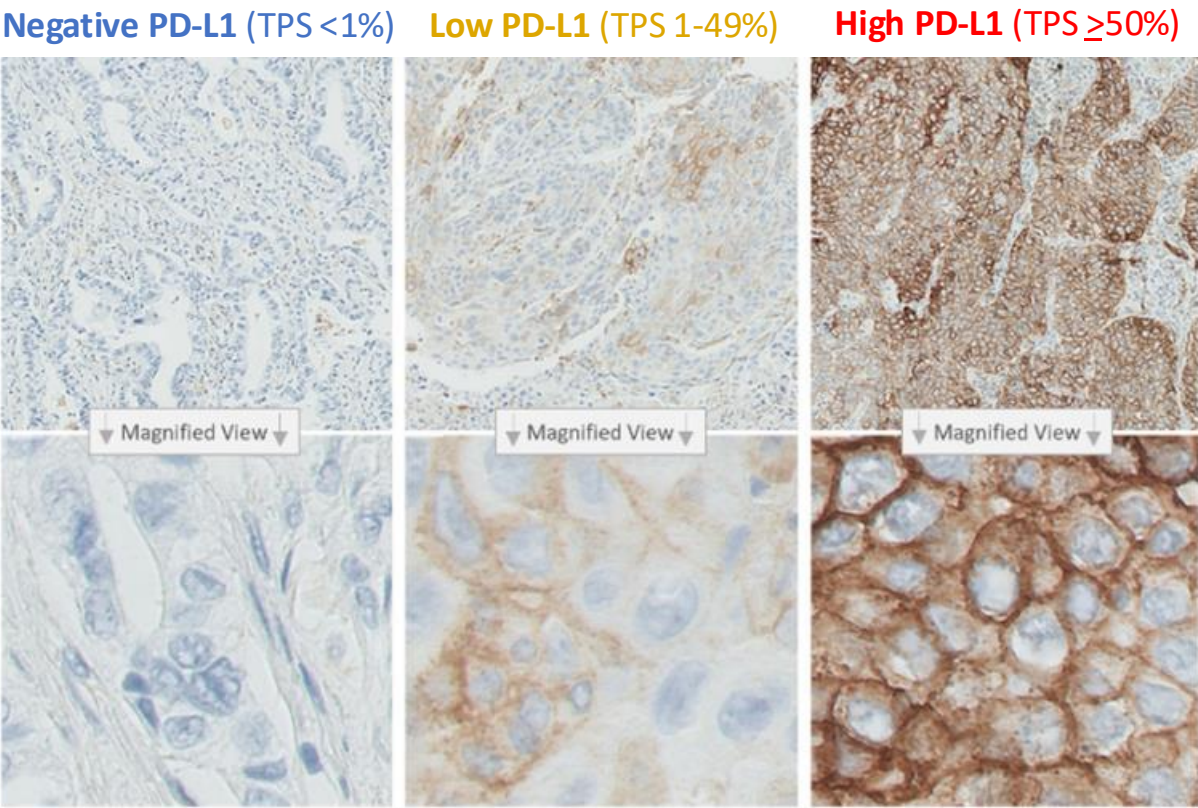 Negative PD-L1 (TPS <1%) Low PD-L1 (TPS 1-49%) High PD-L1 (TPS ≥50%)
Magnified View Magnified View Magnified View